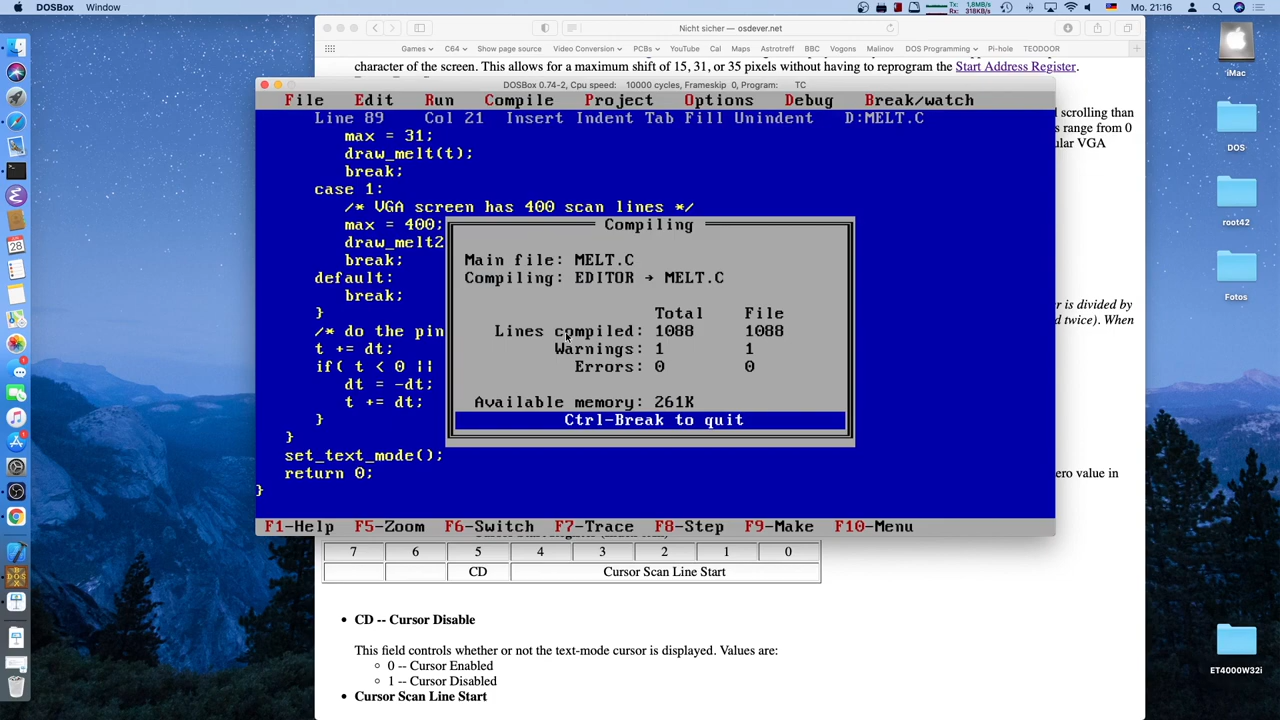 DOSBox Window
Tx: 1,8MB/s
Rx: 318KB/s
Mo. 21:16
Nicht sicher — osdever.net
Games C64 Show page source Video Conversion PCBs YouTube Cal Maps Astrotreff BBC Vogons Malinov DOS Programming Pi-hole TEODOOR
character of the screen. This allows for a maximum shift of 15, 31, or 35 pixels without having to reprogram the Start Address Register.
DOSBox 0.74-2, Cpu speed: 10000 cycles, Frameskip 0, Program: TC
File Edit Run Compile Project Options Debug Break/watch
Line 89 Col 21 Insert Indent Tab Fill Unindent D:MELT.C
max = 31;
draw_melt(t);
break;
case 1:
/* VGA screen has 400 scan lines */
max = 400;
draw_melt2
break;
default:
break;
}
/* do the pin
t += dt;
if( t < 0 ||
dt = -dt;
t += dt;
}
}
set_text_mode();
return 0;
}
Compiling
Main file: MELT.C
Compiling: EDITOR → MELT.C
Total File
Lines compiled: 1088 1088
Warnings: 1 1
Errors: 0 0
Available memory: 261K
Ctrl-Break to quit
F1-Help F5-Zoom F6-Switch F7-Trace F8-Step F9-Make F10-Menu
scrolling than
s range from 0
ular VGA
er is divided by
d twice). When
ero value in
7 6 5 4 3 2 1 0
CD Cursor Scan Line Start
• CD -- Cursor Disable
This field controls whether or not the text-mode cursor is displayed. Values are:
○ 0 -- Cursor Enabled
○ 1 -- Cursor Disabled
• Cursor Scan Line Start
iMac
DOS
root42
Fotos
ET4000W32i